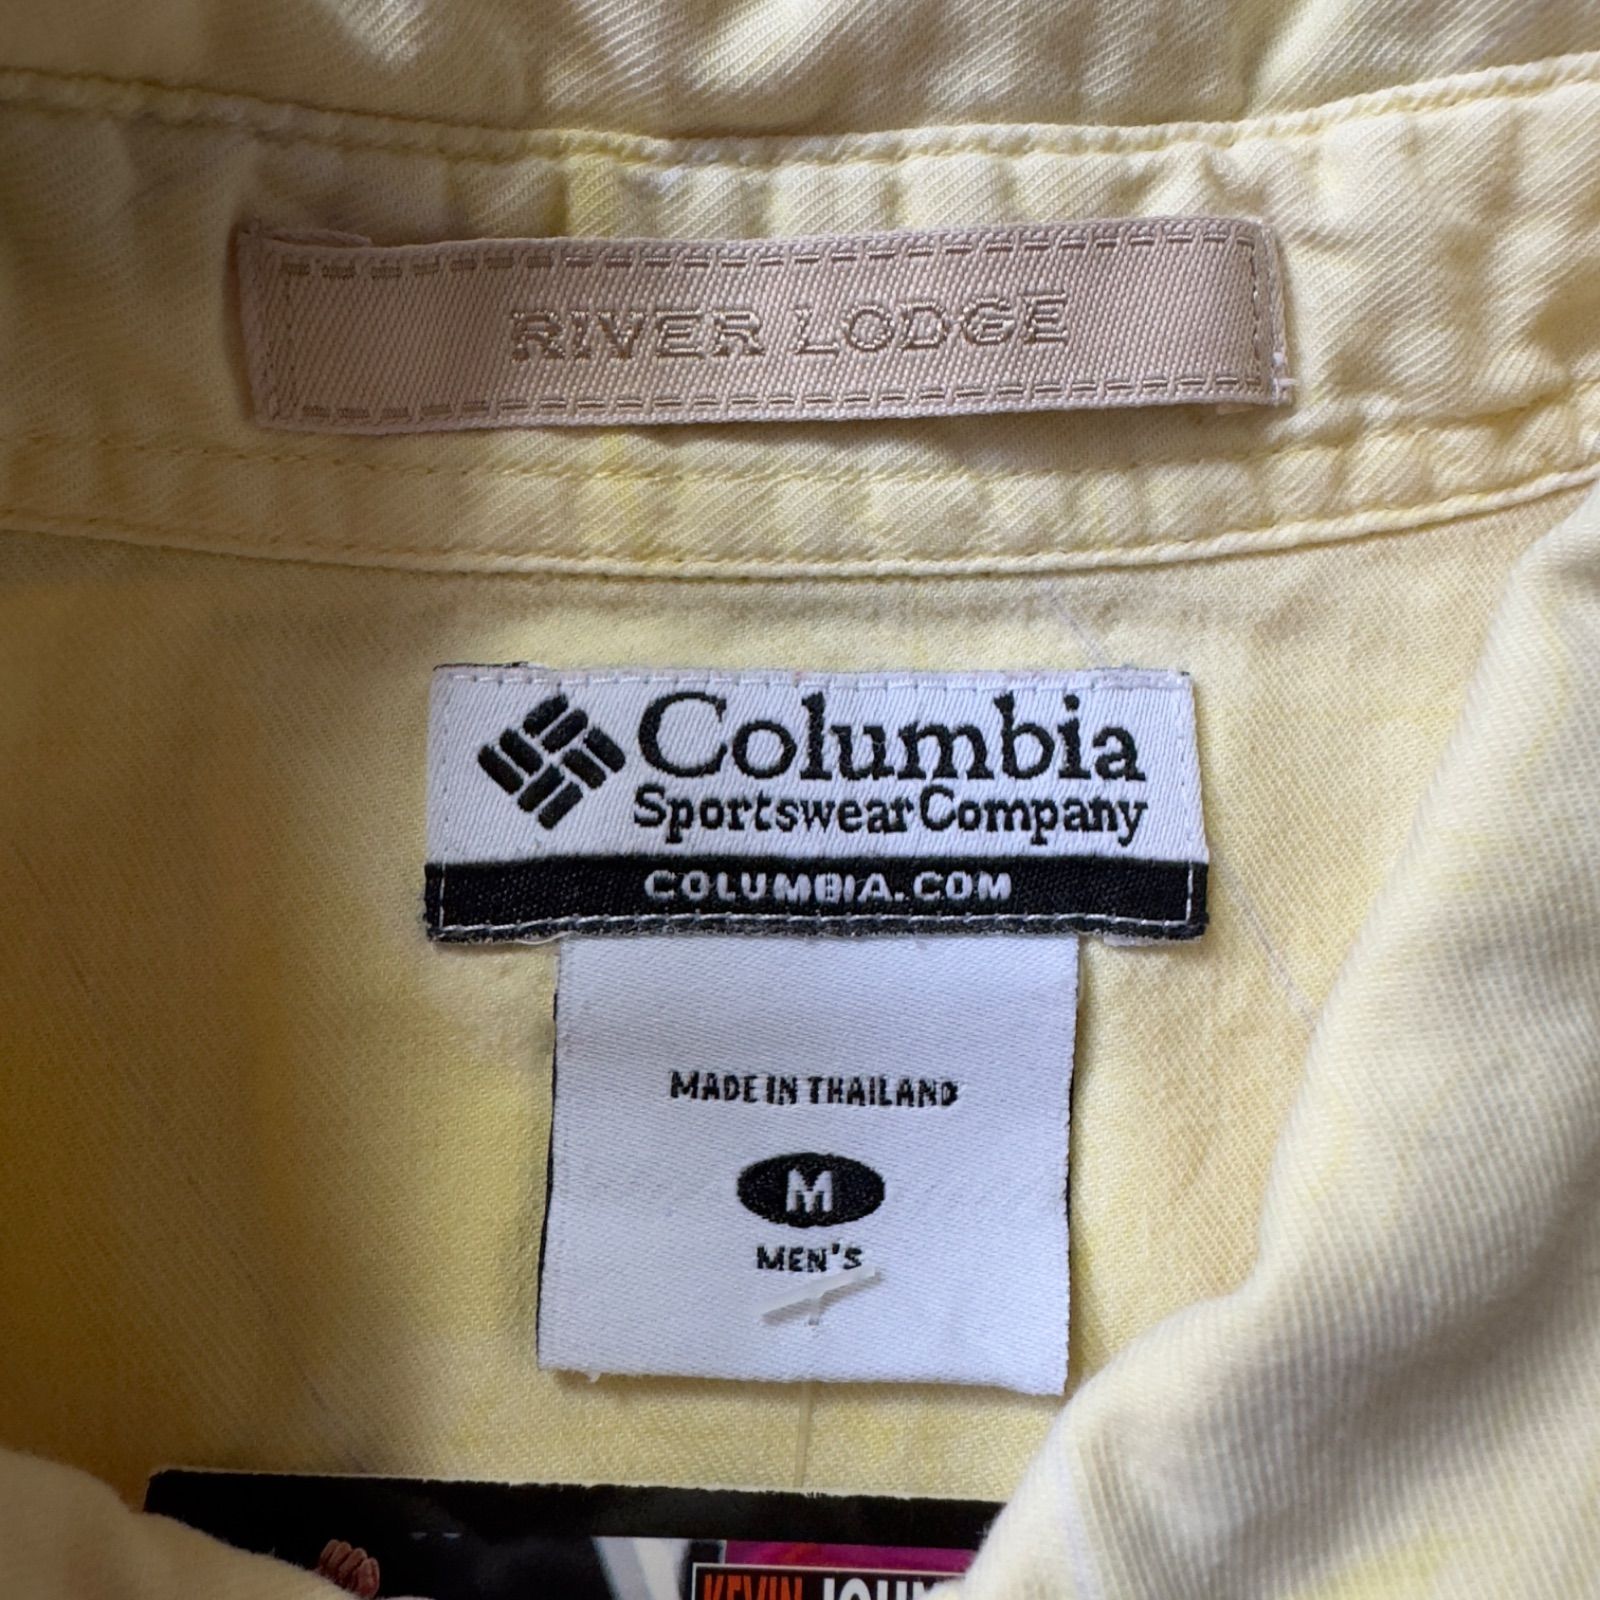 RIVER LODGE
Columbia
Sportswear Company
COLUMBIA.COM
MADE IN THAILAND
M
MEN'S
KEVIN